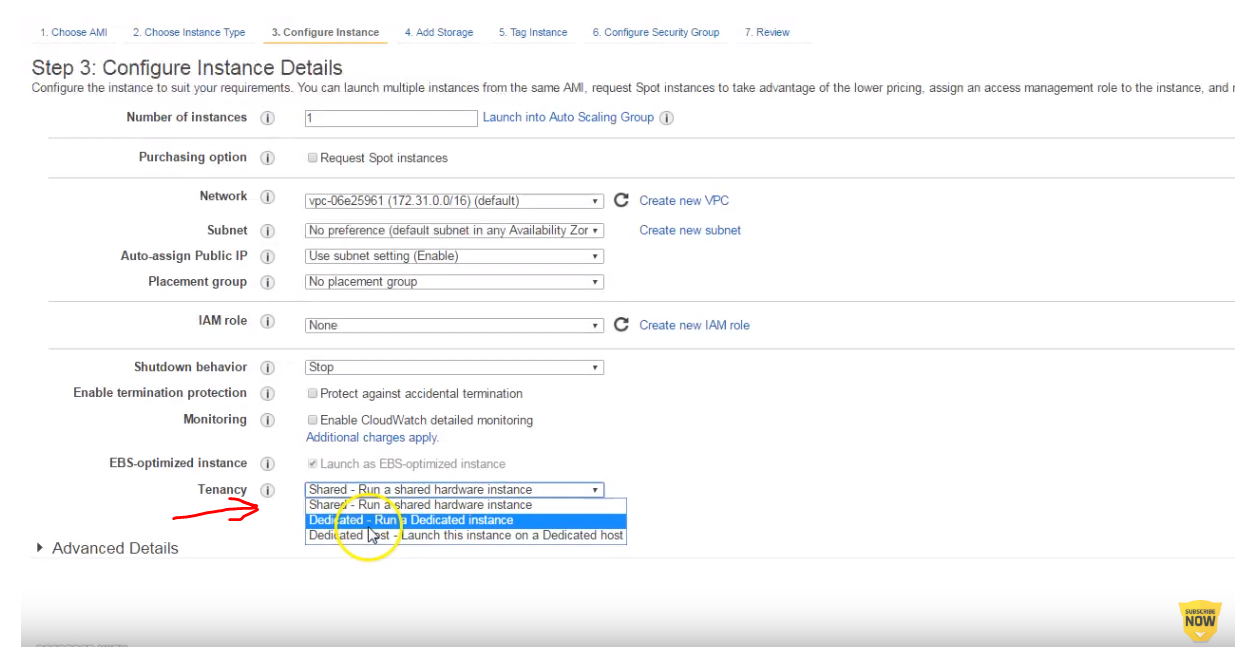 1. Choose AMI 2. Choose Instance Type 3. Configure Instance 4. Add Storage 5. Tag Instance 6. Configure Security Group 7. Review
Step 3: Configure Instance Details
Configure the instance to suit your requirements. You can launch multiple instances from the same AMI, request Spot instances to take advantage of the lower pricing, assign an access management role to the instance, and
Number of instances i 1 Launch into Auto Scaling Group i
Purchasing option i Request Spot instances
Network i vpc-06e25961 (172.31.0.0/16) (default) Create new VPC
Subnet i No preference (default subnet in any Availability Zor Create new subnet
Auto-assign Public IP i Use subnet setting (Enable)
Placement group i No placement group
IAM role i None Create new IAM role
Shutdown behavior i Stop
Enable termination protection i Protect against accidental termination
Monitoring i Enable CloudWatch detailed monitoring
Additional charges apply.
EBS-optimized instance i Launch as EBS-optimized instance
Tenancy i Shared - Run a shared hardware instance
Shared - Run a shared hardware instance
Dedicated - Run a Dedicated instance
Dedicated host - Launch this instance on a Dedicated host
Advanced Details
SUBSCRIBE
NOW